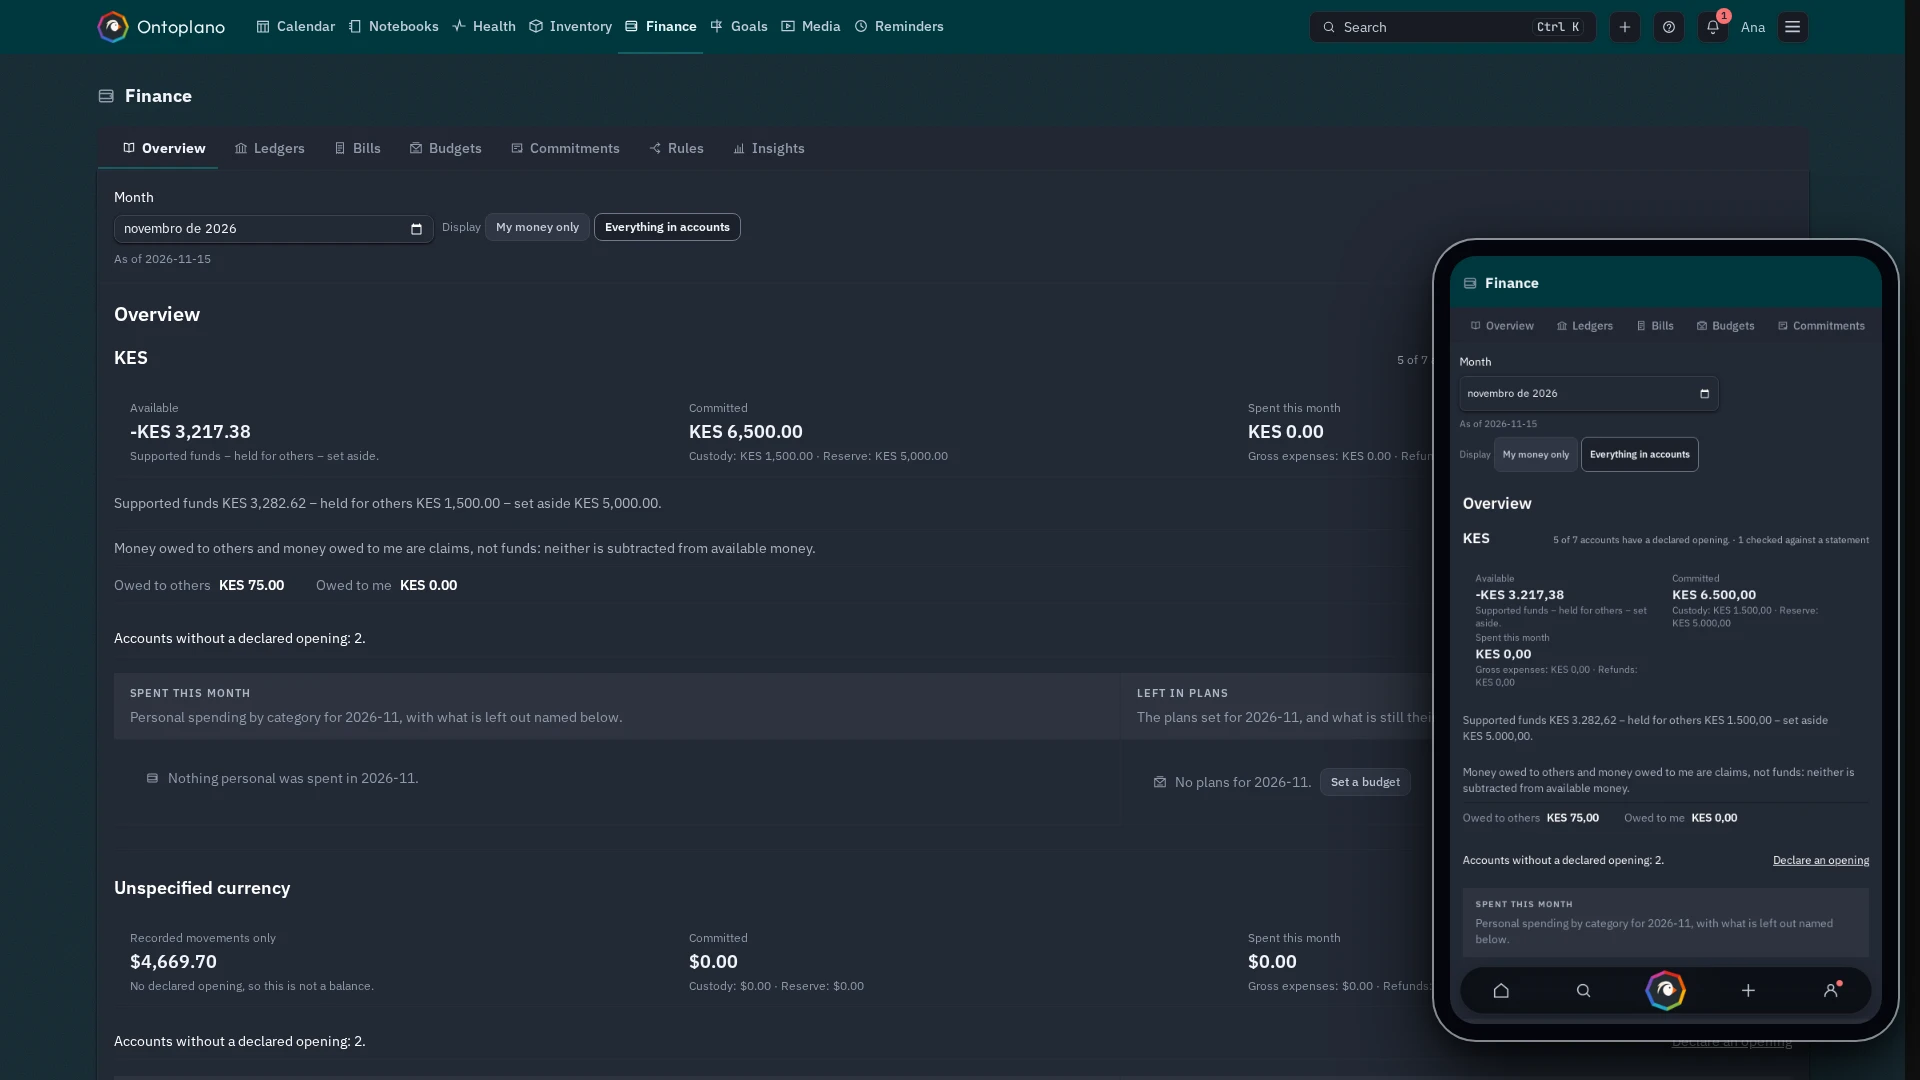 Ontoplano Calendar Notebooks Health Inventory Finance Goals Media Reminders Search Ctrl K 1 Ana
Finance
Overview Ledgers Bills Budgets Commitments Rules Insights
Month
novembro de 2026 Display My money only Everything in accounts
As of 2026-11-15
Overview
KES 5 of 7
Available Committed Spent this month
-KES 3,217.38 KES 6,500.00 KES 0.00
Supported funds – held for others – set aside. Custody: KES 1,500.00 · Reserve: KES 5,000.00 Gross expenses: KES 0.00 ·
Supported funds KES 3,282.62 – held for others KES 1,500.00 – set aside KES 5,000.00.
Money owed to others and money owed to me are claims, not funds: neither is subtracted from available money.
Owed to others KES 75.00 Owed to me KES 0.00
Accounts without a declared opening: 2.
SPENT THIS MONTH LEFT IN PLANS
Personal spending by category for 2026-11, with what is left out named below. The plans set for 2026-11, and what is still
Nothing personal was spent in 2026-11. No plans for 2026-11. Set a budget
Unspecified currency
Recorded movements only Committed Spent this month
$4,669.70 $0.00 $0.00
No declared opening, so this is not a balance. Custody: $0.00 · Reserve: $0.00 Gross expenses: $0.00 · Refunds:
Accounts without a declared opening: 2. Declare an opening
Finance
Overview Ledgers Bills Budgets Commitments
Month
novembro de 2026
As of 2026-11-15
Display My money only Everything in accounts
Overview
KES 5 of 7 accounts have a declared opening. · 1 checked against a statement
Available Committed
-KES 3.217,38 KES 6.500,00
Supported funds – held for others – set Custody: KES 1.500,00 · Reserve:
aside. KES 5.000,00
Spent this month
KES 0,00
Gross expenses: KES 0,00 · Refunds:
KES 0,00
Supported funds KES 3.282,62 – held for others KES 1.500,00 – set aside
KES 5.000,00.
Money owed to others and money owed to me are claims, not funds: neither is
subtracted from available money.
Owed to others KES 75,00 Owed to me KES 0,00
Accounts without a declared opening: 2. Declare an opening
SPENT THIS MONTH
Personal spending by category for 2026-11, with what is left out named
below.